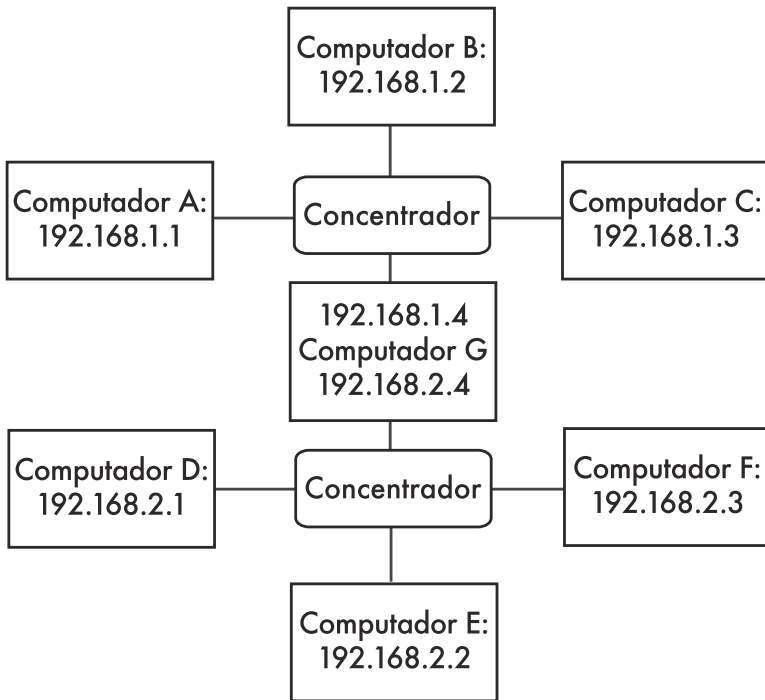 Computador B:
192.168.1.2
Computador A:
192.168.1.1
Concentrador
Computador C:
192.168.1.3
192.168.1.4
Computador G
192.168.2.4
Computador D:
192.168.2.1
Concentrador
Computador F:
192.168.2.3
Computador E:
192.168.2.2